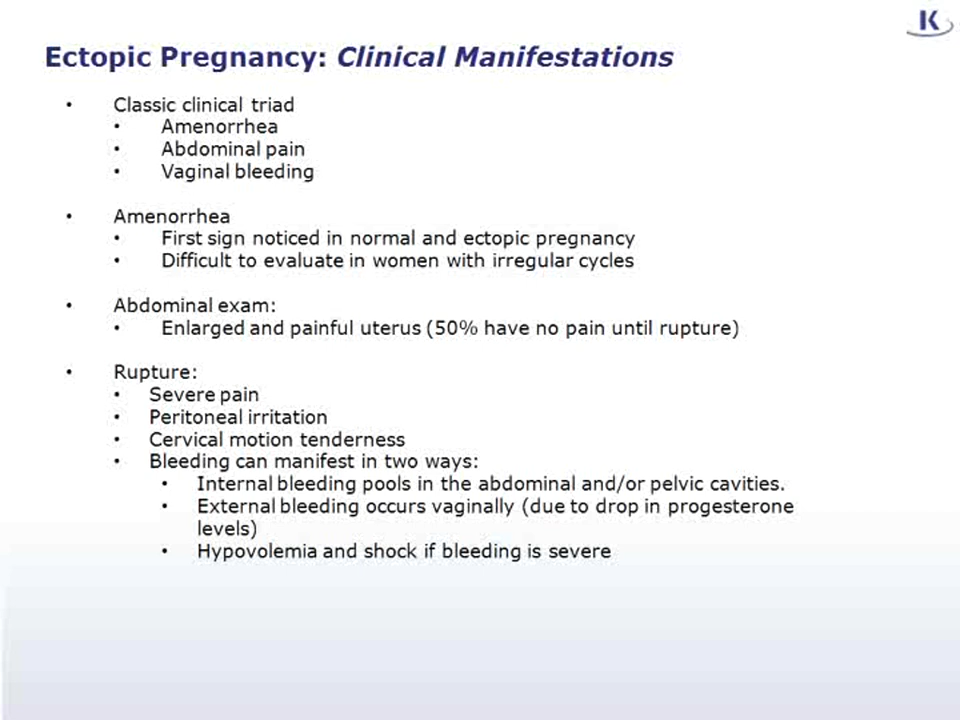 K
Ectopic Pregnancy: Clinical Manifestations
• Classic clinical triad
• Amenorrhea
• Abdominal pain
• Vaginal bleeding
• Amenorrhea
• First sign noticed in normal and ectopic pregnancy
• Difficult to evaluate in women with irregular cycles
• Abdominal exam:
• Enlarged and painful uterus (50% have no pain until rupture)
• Rupture:
• Severe pain
• Peritoneal irritation
• Cervical motion tenderness
• Bleeding can manifest in two ways:
• Internal bleeding pools in the abdominal and/or pelvic cavities.
• External bleeding occurs vaginally (due to drop in progesterone
levels)
• Hypovolemia and shock if bleeding is severe